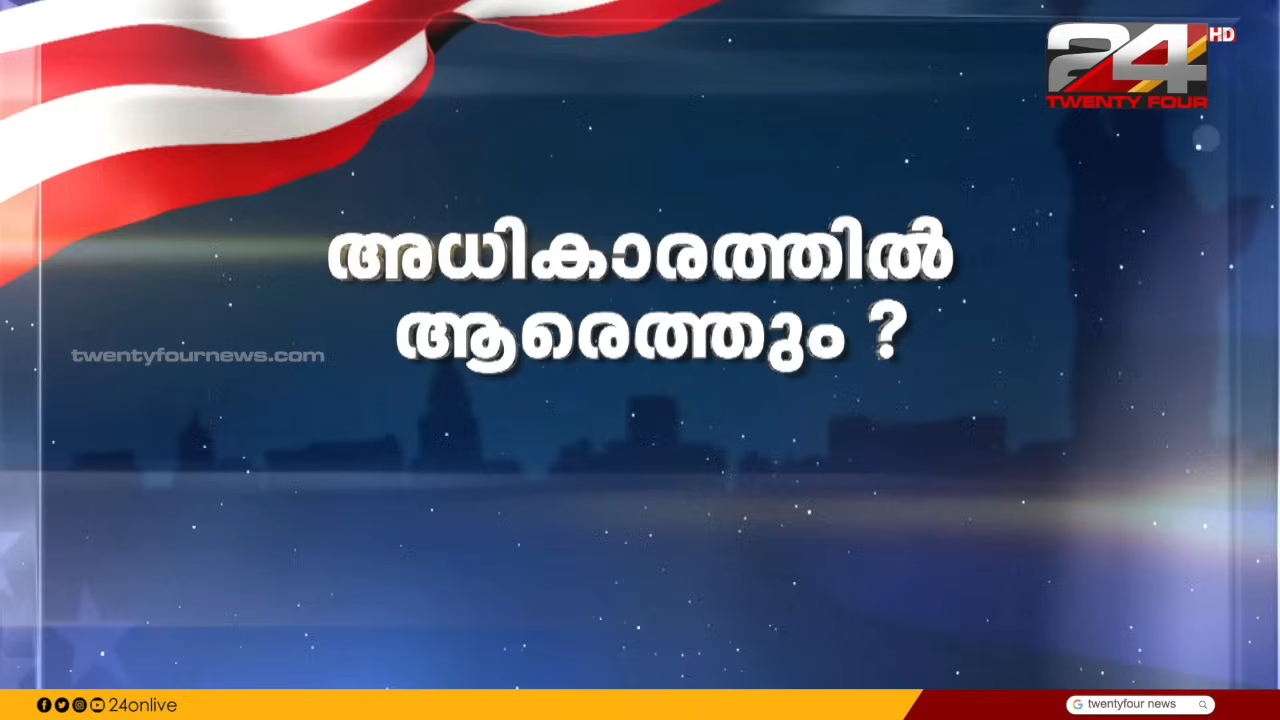 24 HD
TWENTY FOUR
അധികാരത്തിൽ
ആരെത്തും ?
twentyfournews.com
24onlive
twentyfour news